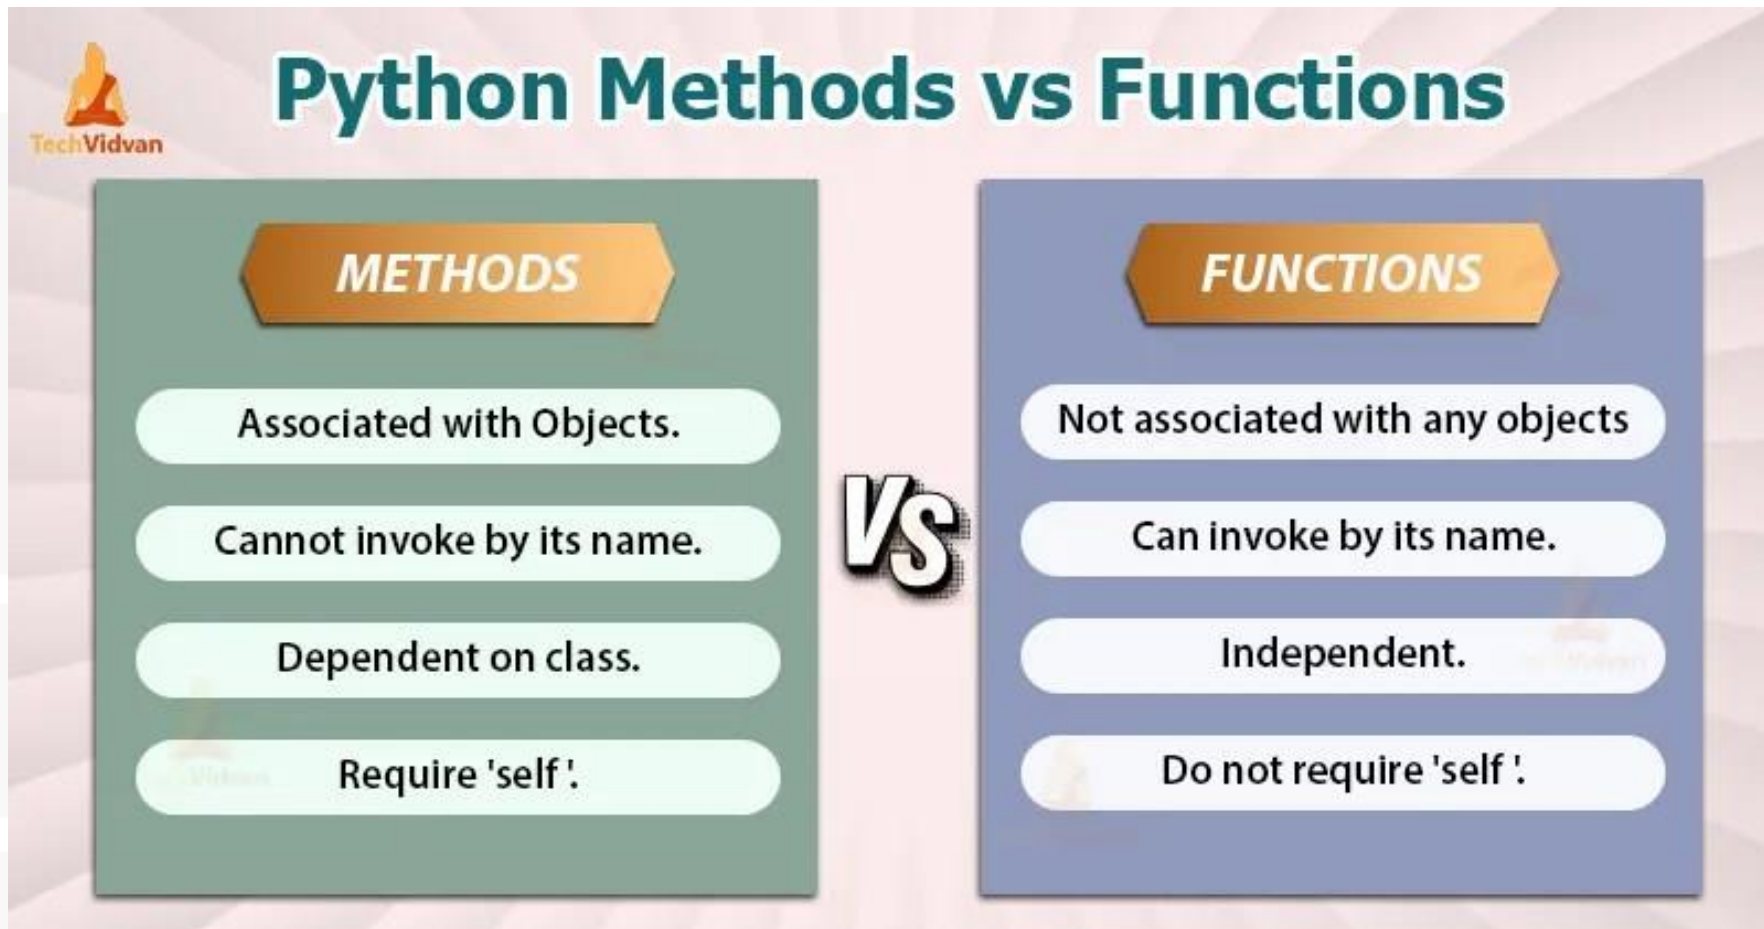 Python Methods vs Functions
TechVidvan
METHODS
Associated with Objects.
Cannot invoke by its name.
Dependent on class.
Require 'self '.
VS
FUNCTIONS
Not associated with any objects
Can invoke by its name.
Independent.
Do not require 'self '.